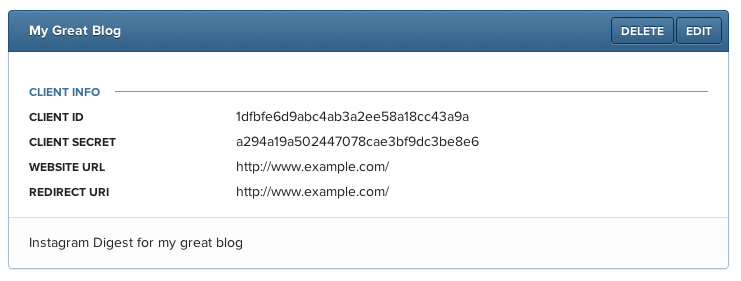 My Great Blog DELETE EDIT
CLIENT INFO
CLIENT ID 1dfbfe6d9abc4ab3a2ee58a18cc43a9a
CLIENT SECRET a294a19a502447078cae3bf9dc3be8e6
WEBSITE URL http://www.example.com/
REDIRECT URI http://www.example.com/
Instagram Digest for my great blog